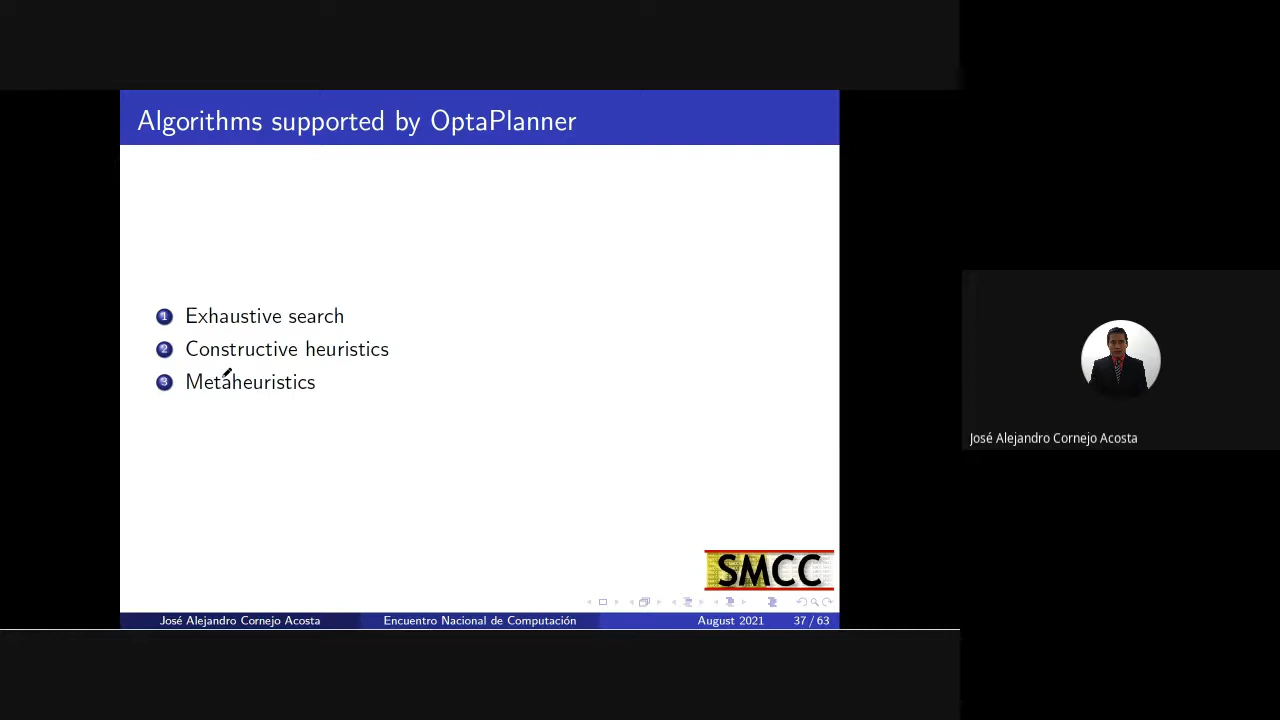 Algorithms supported by OptaPlanner
1 Exhaustive search
2 Constructive heuristics
3 Metaheuristics
José Alejandro Cornejo Acosta
SMCC
José Alejandro Cornejo Acosta Encuentro Nacional de Computación August 2021 37 / 63